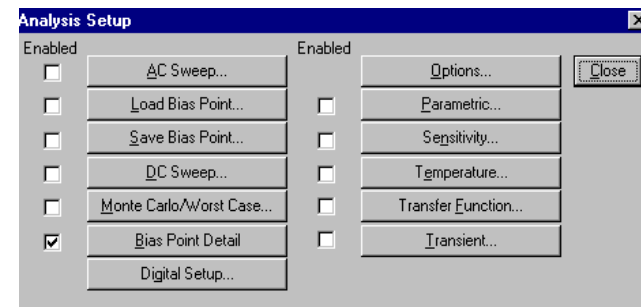 Analysis Setup
Enabled
AC Sweep...
Load Bias Point...
Save Bias Point...
DC Sweep...
Monte Carlo/Worst Case...
Bias Point Detail
Digital Setup...
Enabled
Options...
Parametric...
Sensitivity...
Temperature...
Transfer Function...
Transient...
Close